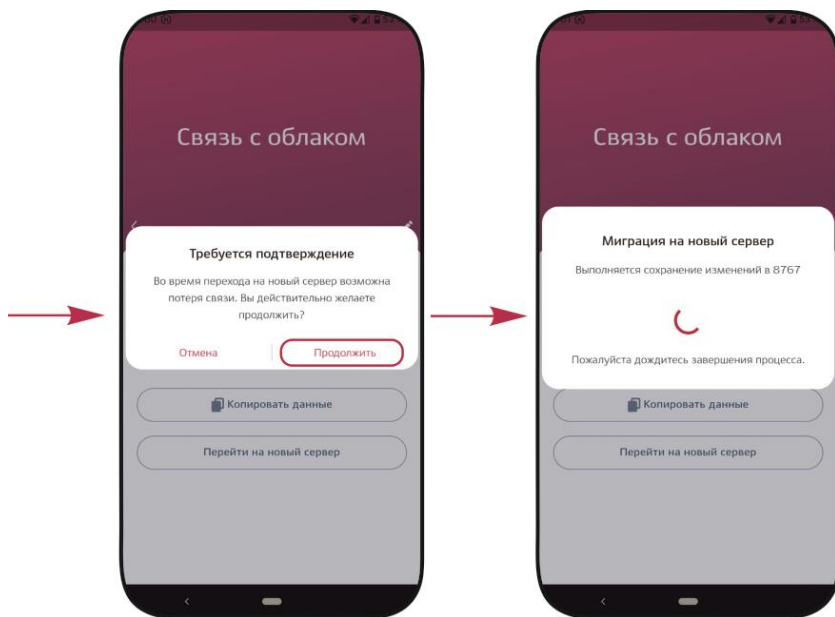 Связь с облаком
Требуется подтверждение
Во время перехода на новый сервер возможна
потеря связи. Вы действительно желаете
продолжить?
Отмена
Продолжить
Копировать данные
Перейти на новый сервер
Связь с облаком
Миграция на новый сервер
Выполняется сохранение изменений в 8767
Пожалуйста дождитесь завершения процесса.
Копировать данные
Перейти на новый сервер